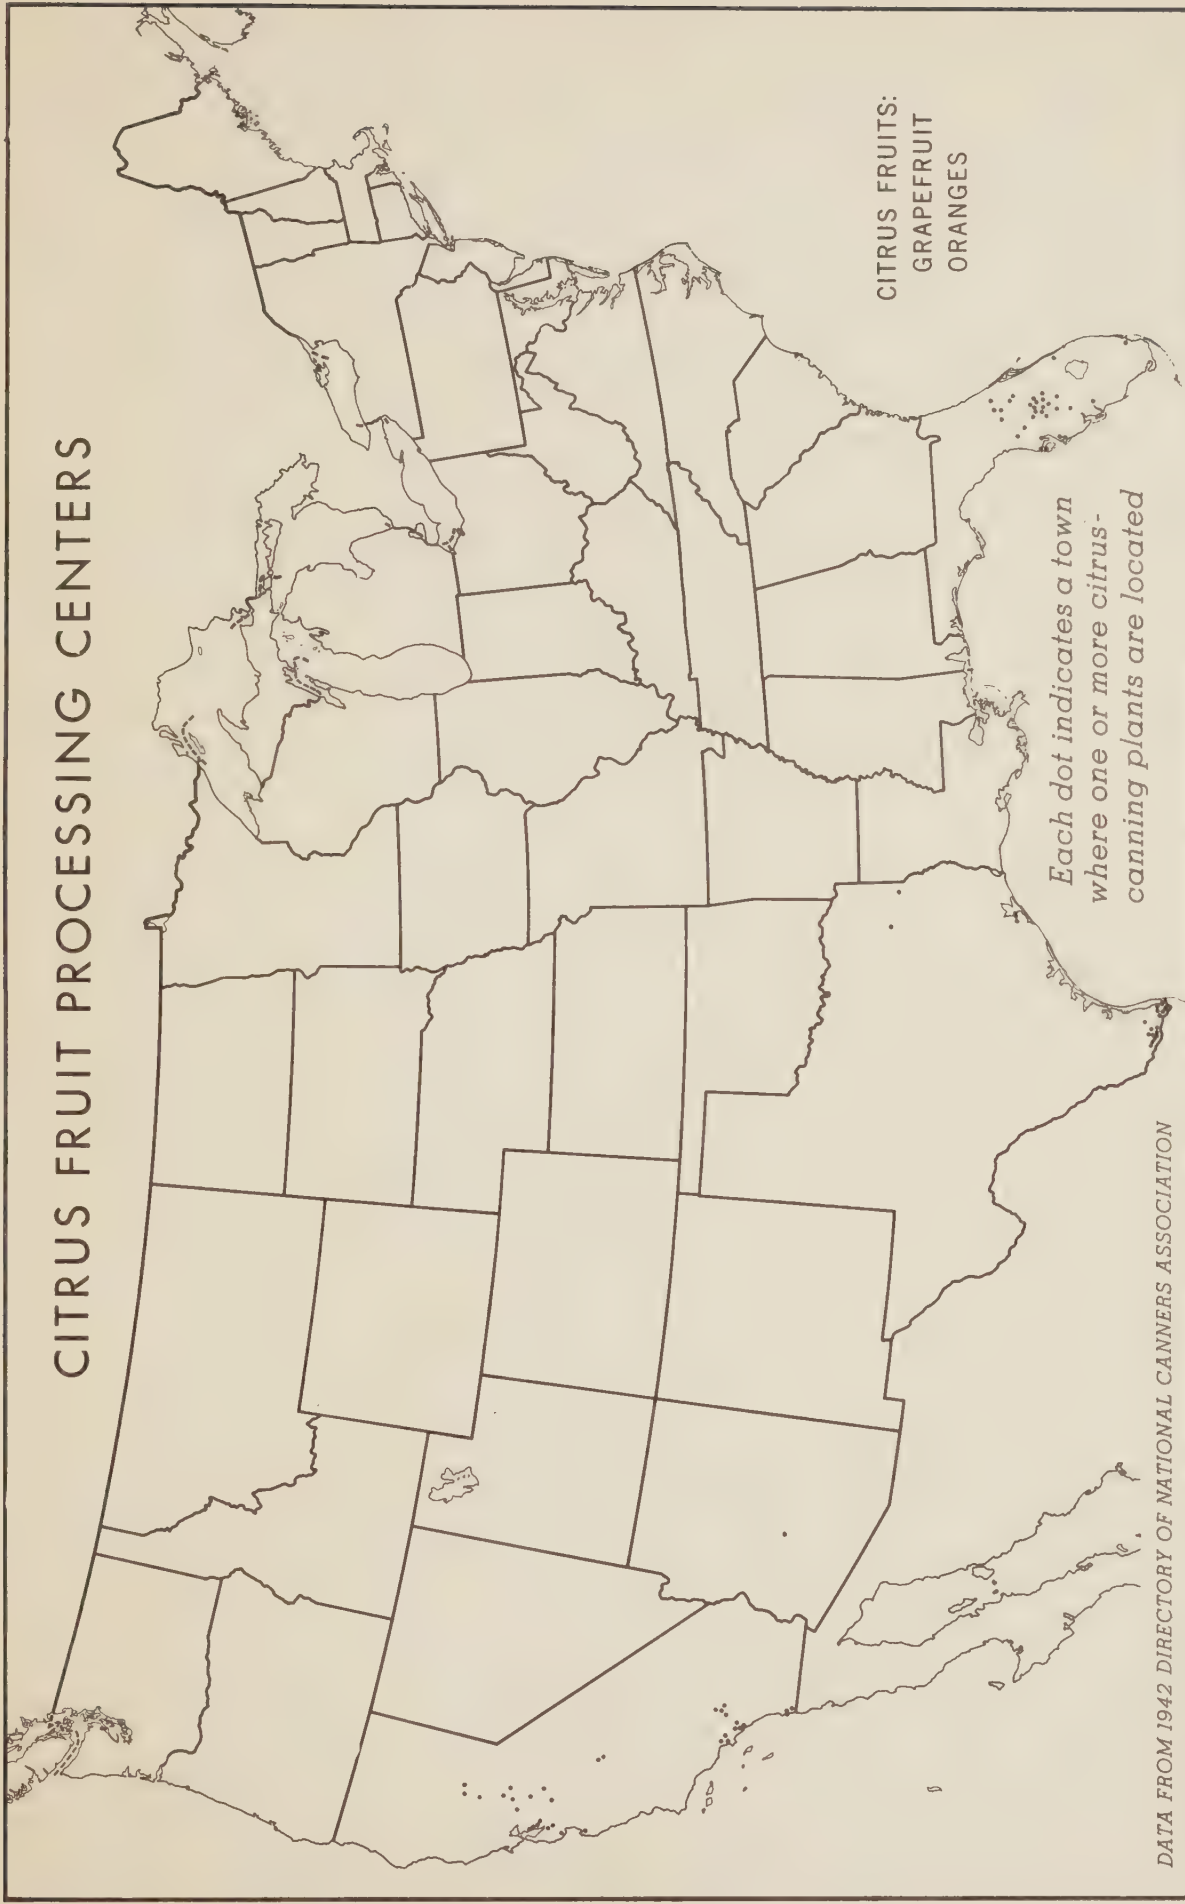 CITRUS FRUIT PROCESSING CENTERS
CITRUS FRUITS:
GRAPEFRUIT
ORANGES
Each dot indicates a town
where one or more citrus-
canning plants are located
DATA FROM 1942 DIRECTORY OF NATIONAL CANNERS ASSOCIATION